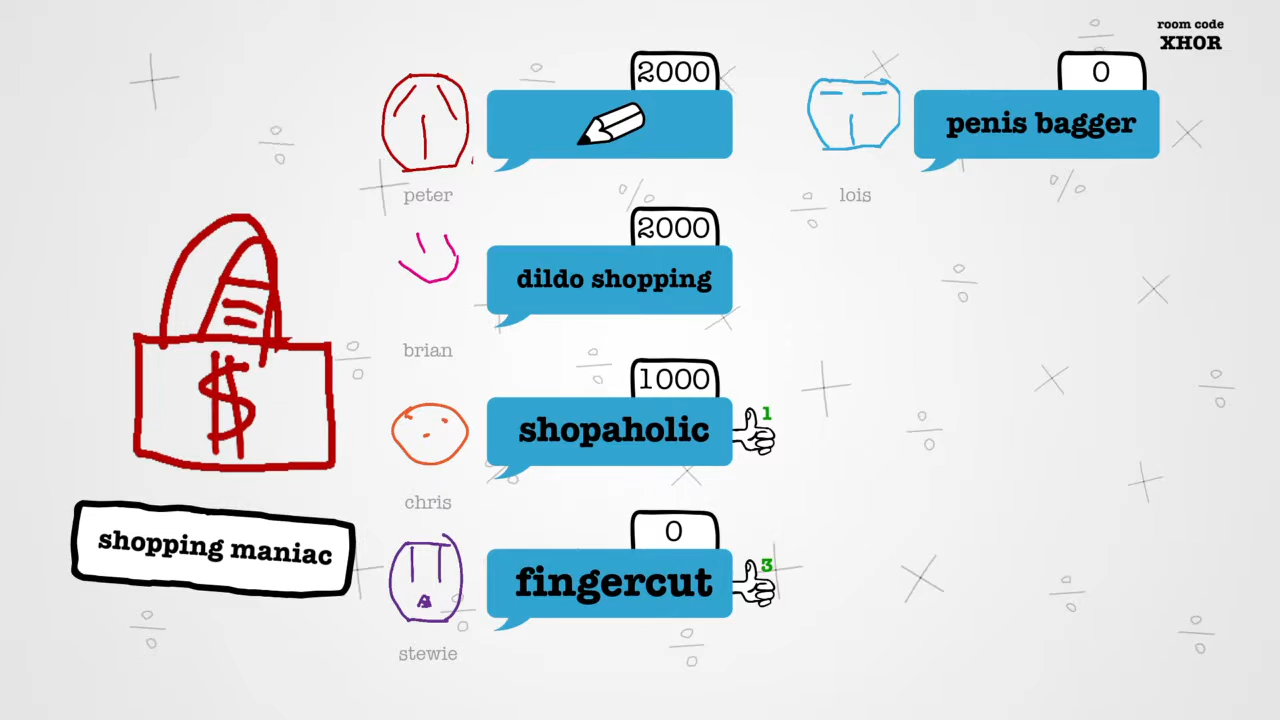 room code
XHOR
2000
peter
0
penis bagger
lois
2000
dildo shopping
brian
1000
shopaholic
1
chris
0
fingercut
3
stewie
$
shopping maniac